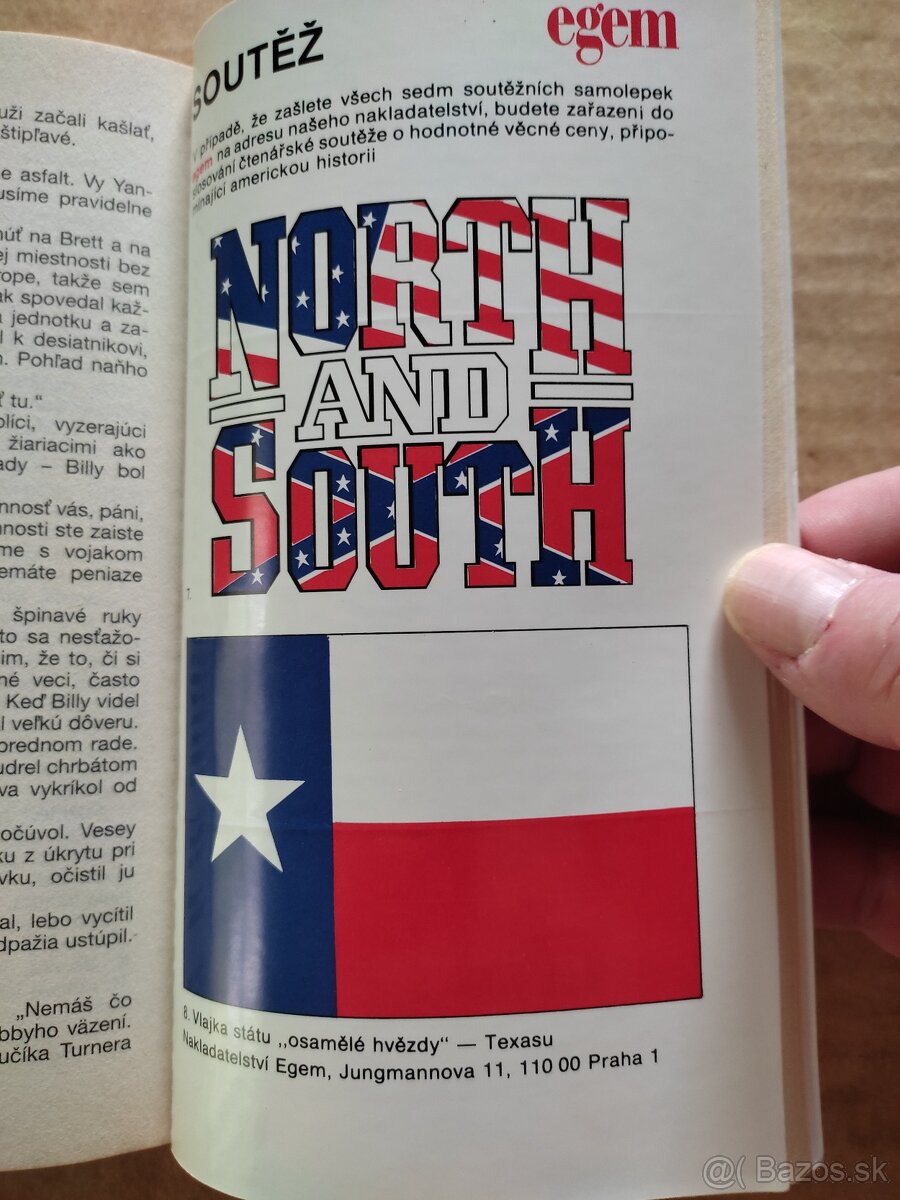 uži začali kašlať,
štipľavé.
e asfalt. Vy Yan-
usíme pravidelne
núť na Brett a na
ej miestnosti bez
rope, takže sem
ak spovedal kaž-
jednotku a za-
l k desiatnikovi,
n. Pohľad naňho
ť tu.“
olíci, vyzerajúci
žiariacimi ako
ady – Billy bol
nnosť vás, páni,
nnosti ste zaiste
me s vojakom
emáte peniaze
špinavé ruky
to sa nesťažo-
im, že to, či si
né veci, často
Keď Billy videl
l veľkú dôveru.
prednom rade.
udrel chrbátom
va vykríkol od
očúvol. Vesey
ku z úkrytu pri
vku, očistil ju
al, lebo vycítil
dpažia ustúpil.
„Nemáš čo
bbyho väzení.
učíka Turnera
SOUTĚŽ
egem
V případě, že zašlete všech sedm soutěžních samolepek
egem na adresu našeho nakladatelství, budete zařazeni do
slosování čtenářské soutěže o hodnotné věcné ceny, připo-
mínající americkou historii
NORTH
AND
SOUTH
7.
8. Vlajka státu ,,osamělé hvězdy“ — Texasu
Nakladatelství Egem, Jungmannova 11, 110 00 Praha 1
@( Bazos.sk